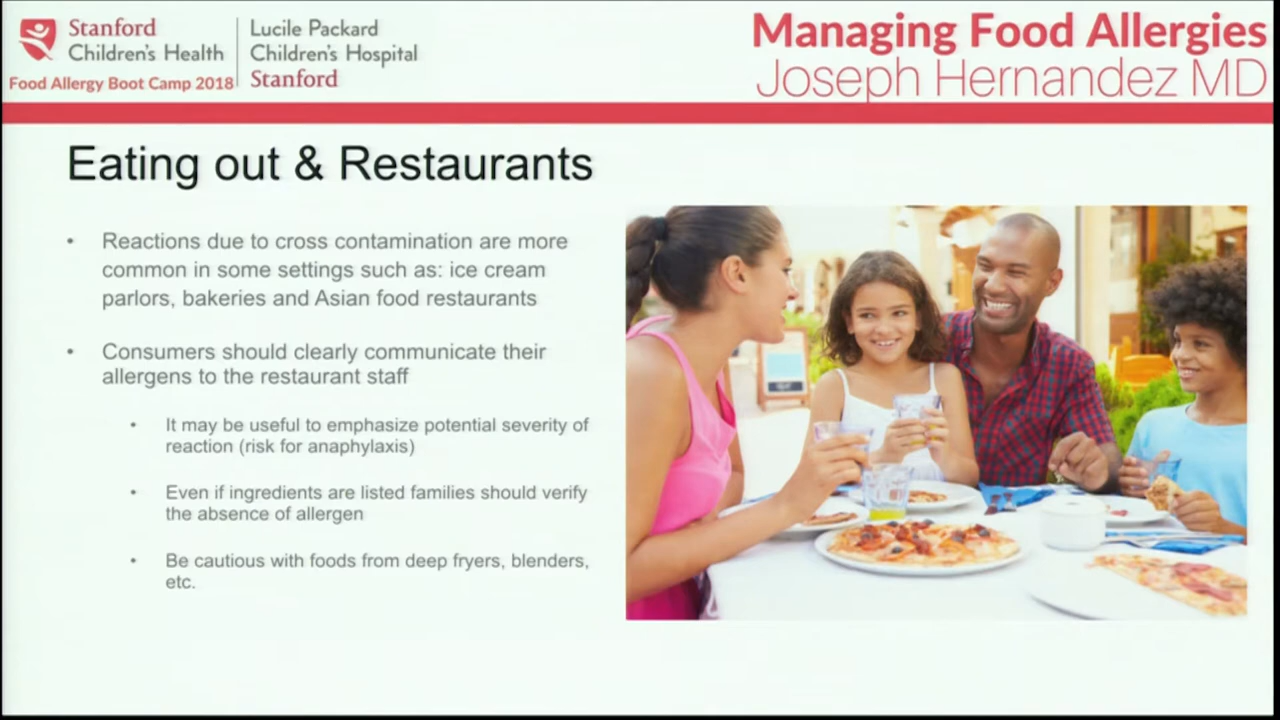 Stanford
Children's Health
Food Allergy Boot Camp 2018
Lucile Packard
Children's Hospital
Stanford
Managing Food Allergies
Joseph Hernandez MD
Eating out & Restaurants
• Reactions due to cross contamination are more
common in some settings such as: ice cream
parlors, bakeries and Asian food restaurants
• Consumers should clearly communicate their
allergens to the restaurant staff
• It may be useful to emphasize potential severity of
reaction (risk for anaphylaxis)
• Even if ingredients are listed families should verify
the absence of allergen
• Be cautious with foods from deep fryers, blenders,
etc.